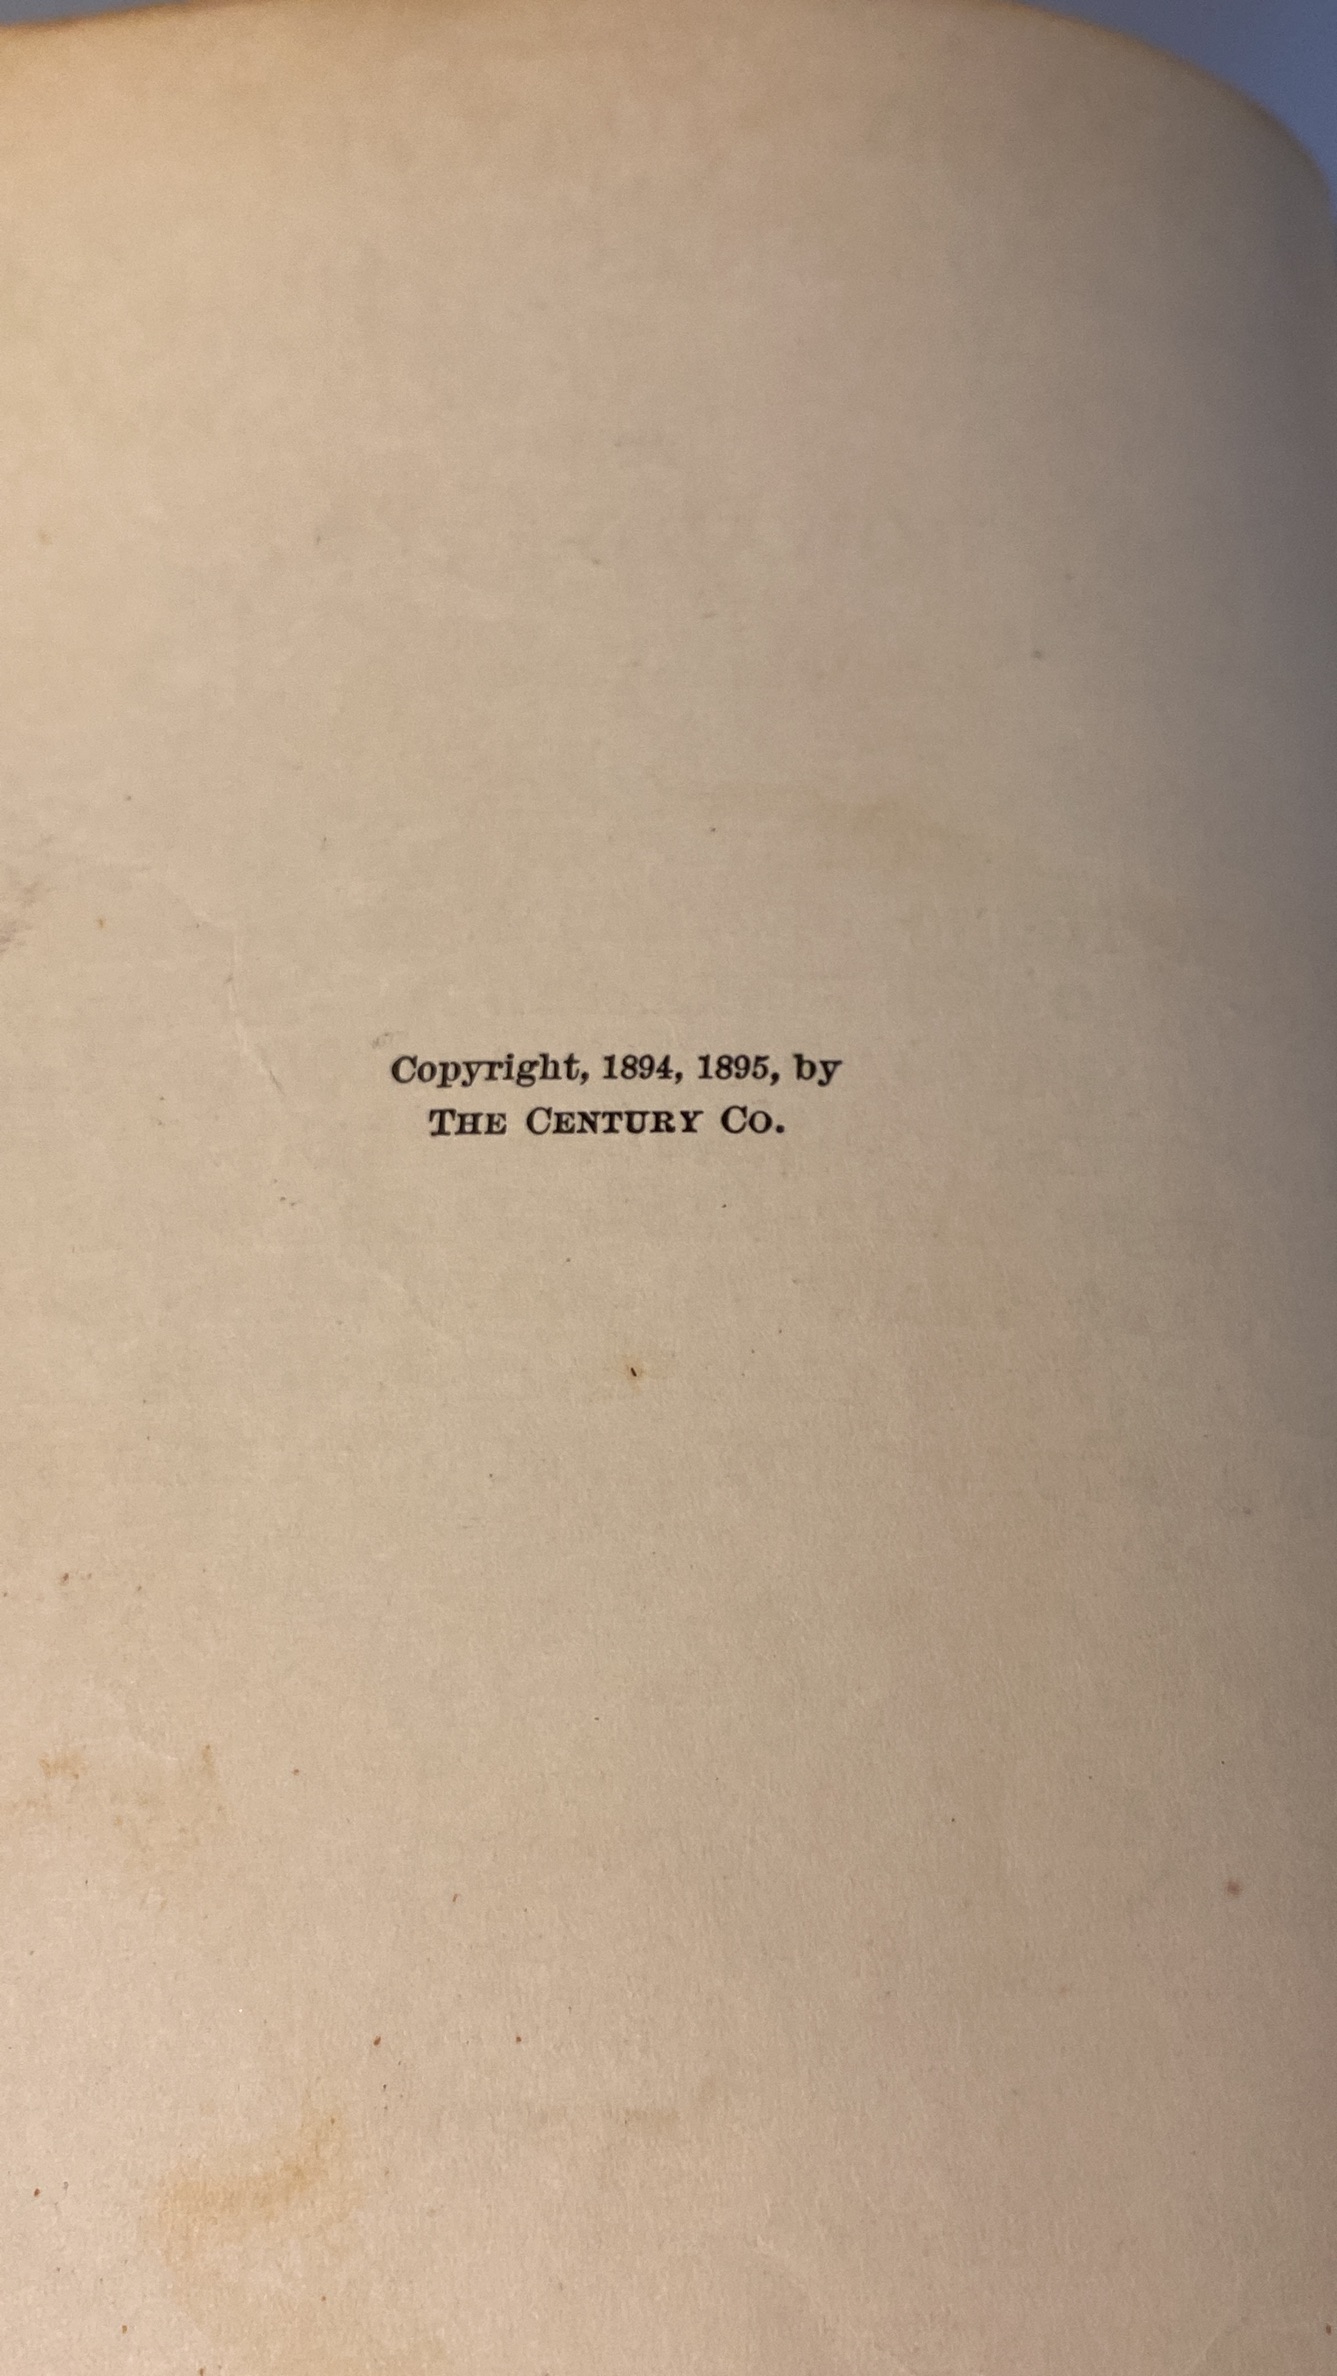 Copyright, 1894, 1895, by
THE CENTURY CO.